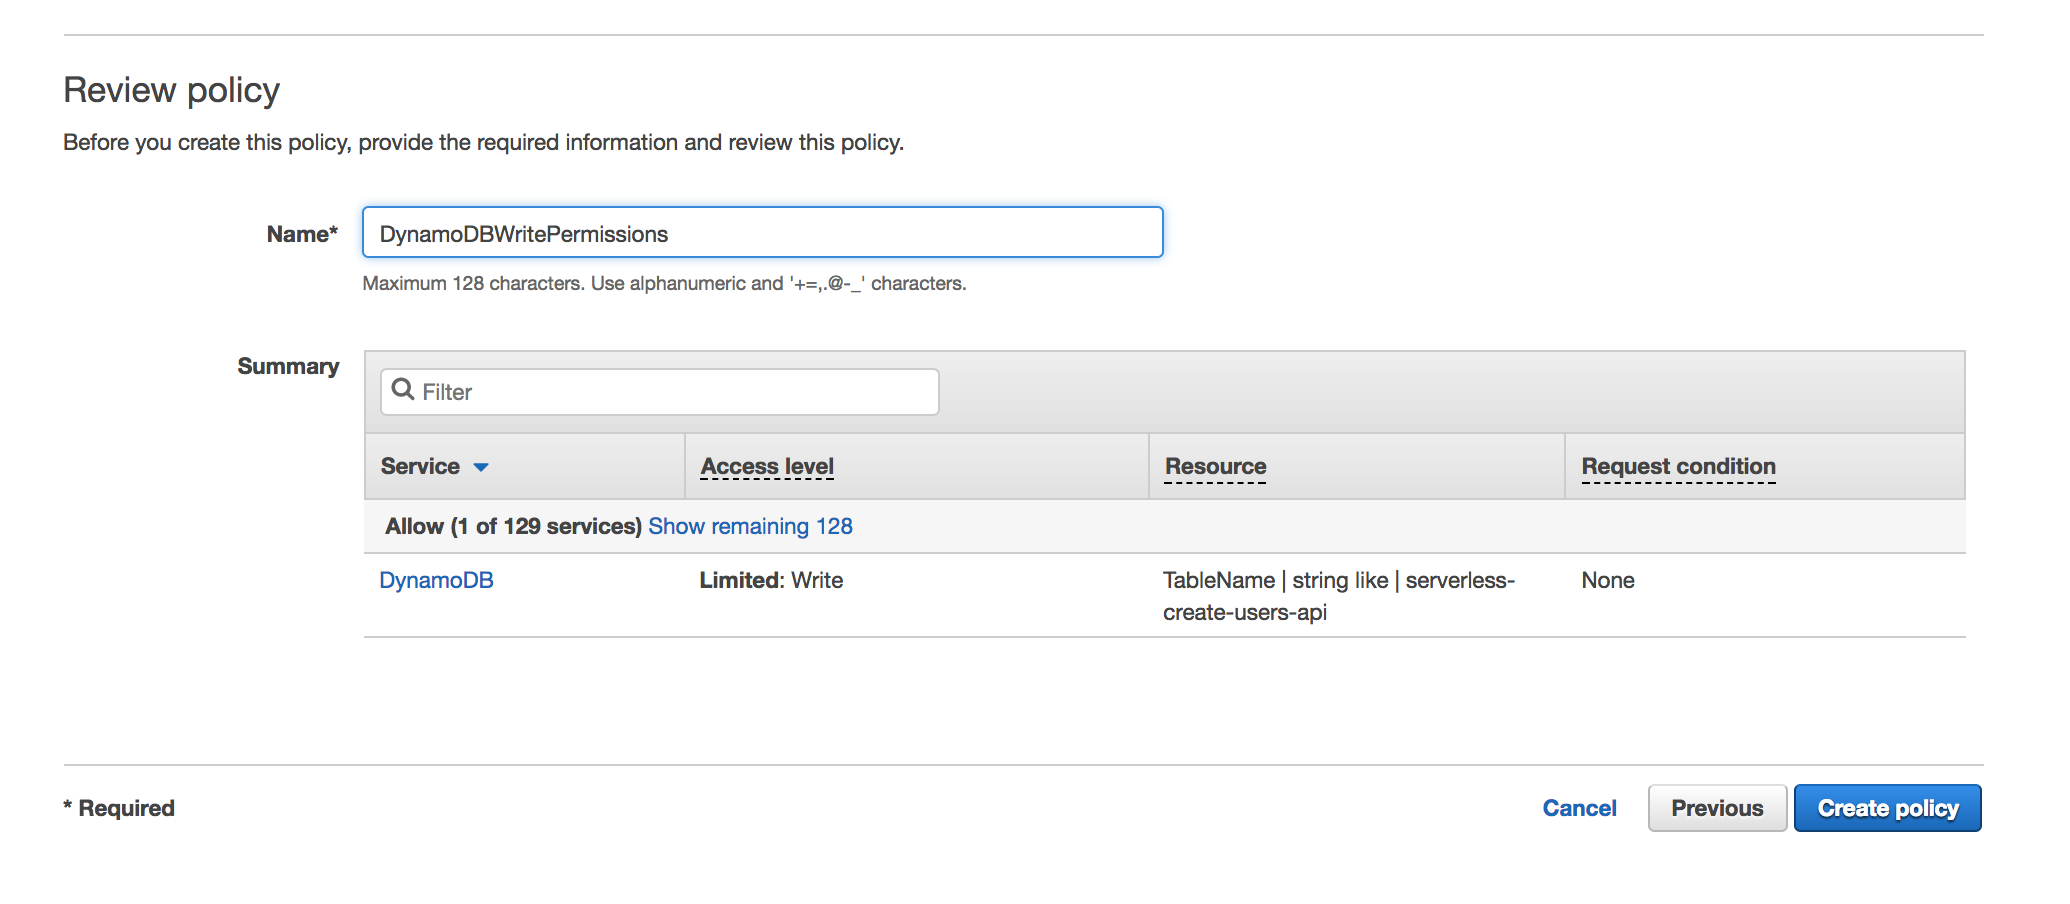 Review policy
Before you create this policy, provide the required information and review this policy.
Name* DynamoDBWritePermissions
Maximum 128 characters. Use alphanumeric and '+=,.@-_' characters.
Summary
Filter
Service Access level Resource Request condition
Allow (1 of 129 services) Show remaining 128
DynamoDB Limited: Write TableName | string like | serverless- None
create-users-api
* Required Cancel Previous Create policy